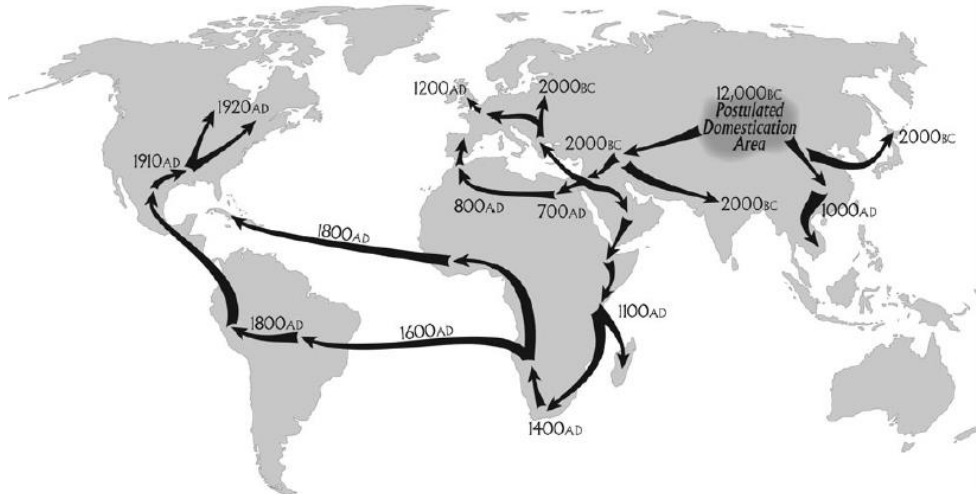 1920AD
1200AD
2000BC
12,000BC
Postulated
Domestication
Area
2000BC
2000BC
1910AD
800AD
700AD
2000BC
1000AD
1800AD
1100AD
1800AD
1600AD
1400AD